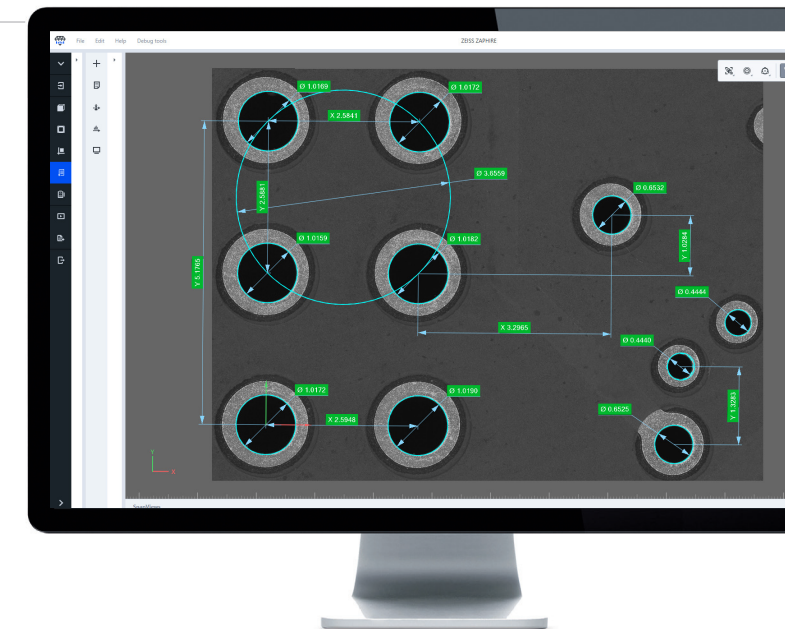 File Edit Help Debug tools
ZEISS ZAPHIRE
Ø 1.0169
Ø 1.0172
X 2.5841
Ø 3.6559
Ø 0.6532
Y 2.5881
Ø 1.0159
Ø 1.0182
Y 1.0284
Y 5.1765
Ø 0.4444
X 3.2965
Ø 0.4440
Ø 1.0172
Ø 1.0190
Y 1.3283
Ø 0.6525
X 2.5948
Y
X